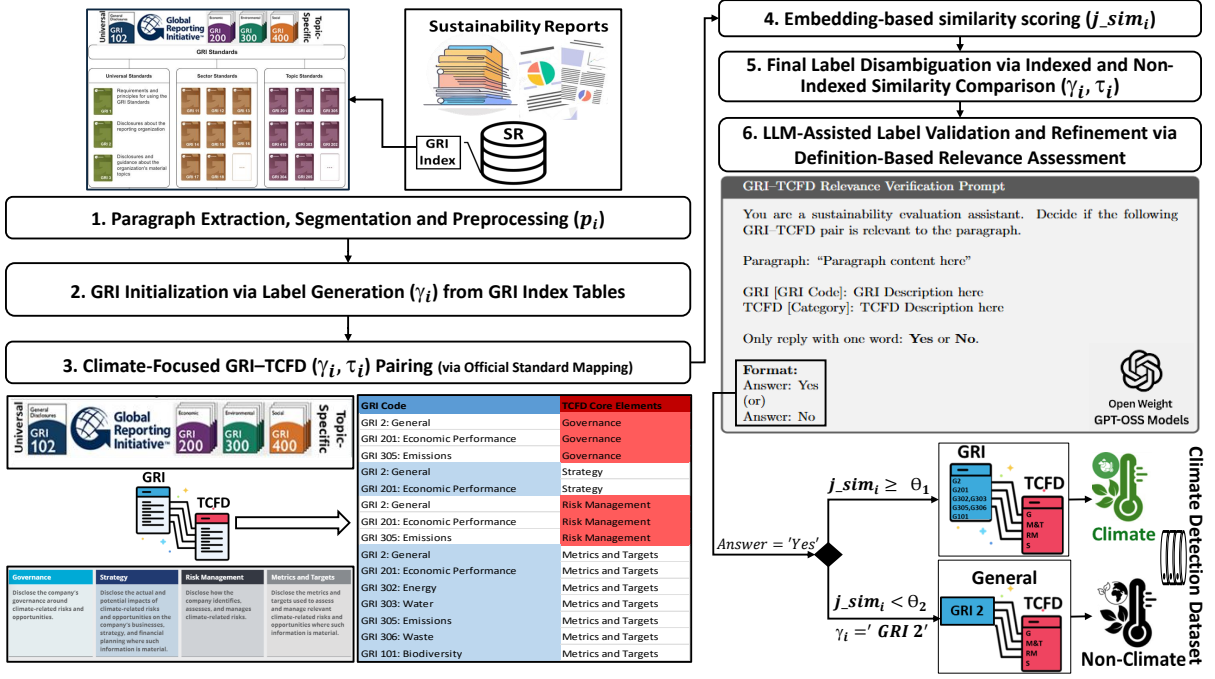 Universal
General Disclosures
GRI
102
Global
Reporting
Initiative™
Economic
GRI
200
Environmental
GRI
300
Social
GRI
400
Topic-
Specific
GRI Standards
Universal Standards
Sector Standards
Topic Standards
Requirements and
principles for using the
GRI Standards
Disclosures about the
reporting organization
Disclosures and
guidance about the
organization's material
topics
Sustainability Reports
GRI
Index
SR
1. Paragraph Extraction, Segmentation and Preprocessing (p_i)
2. GRI Initialization via Label Generation (γ_i) from GRI Index Tables
3. Climate-Focused GRI–TCFD (γ_i, τ_i) Pairing (via Official Standard Mapping)
Universal
General Disclosures
GRI
102
Global
Reporting
Initiative™
Economic
GRI
200
Environmental
GRI
300
Social
GRI
400
Topic-
Specific
GRI
TCFD
Governance
Disclose the company's
governance around
climate-related risks and
opportunities.
Strategy
Disclose the actual and
potential impacts of
climate-related risks
and opportunities on the
company's businesses,
strategy, and financial
planning where such
information is material.
Risk Management
Disclose how the
company identifies,
assesses, and manages
climate-related risks.
Metrics and Targets
Disclose the metrics and
targets used to assess
and manage relevant
climate-related risks and
opportunities where such
information is material.
GRI Code TCFD Core Elements
GRI 2: General Governance
GRI 201: Economic Performance Governance
GRI 305: Emissions Governance
GRI 2: General Strategy
GRI 201: Economic Performance Strategy
GRI 2: General Risk Management
GRI 201: Economic Performance Risk Management
GRI 305: Emissions Risk Management
GRI 2: General Metrics and Targets
GRI 201: Economic Performance Metrics and Targets
GRI 302: Energy Metrics and Targets
GRI 303: Water Metrics and Targets
GRI 305: Emissions Metrics and Targets
GRI 306: Waste Metrics and Targets
GRI 101: Biodiversity Metrics and Targets
4. Embedding-based similarity scoring (j_sim_i)
5. Final Label Disambiguation via Indexed and Non-
Indexed Similarity Comparison (γ_i, τ_i)
6. LLM-Assisted Label Validation and Refinement via
Definition-Based Relevance Assessment
GRI–TCFD Relevance Verification Prompt
You are a sustainability evaluation assistant. Decide if the following
GRI–TCFD pair is relevant to the paragraph.
Paragraph: “Paragraph content here”
GRI [GRI Code]: GRI Description here
TCFD [Category]: TCFD Description here
Only reply with one word: Yes or No.
Format:
Answer: Yes
(or)
Answer: No
Open Weight
GPT-OSS Models
Answer = 'Yes'
j_sim_i ≥ Θ_1
GRI
G2
G201
G302,G303
G305,G306
G101
TCFD
G
M&T
RM
S
Climate
j_sim_i < Θ_2
γ_i =' GRI 2'
General
GRI 2
TCFD
G
M&T
RM
S
Non-Climate
Climate Detection Dataset